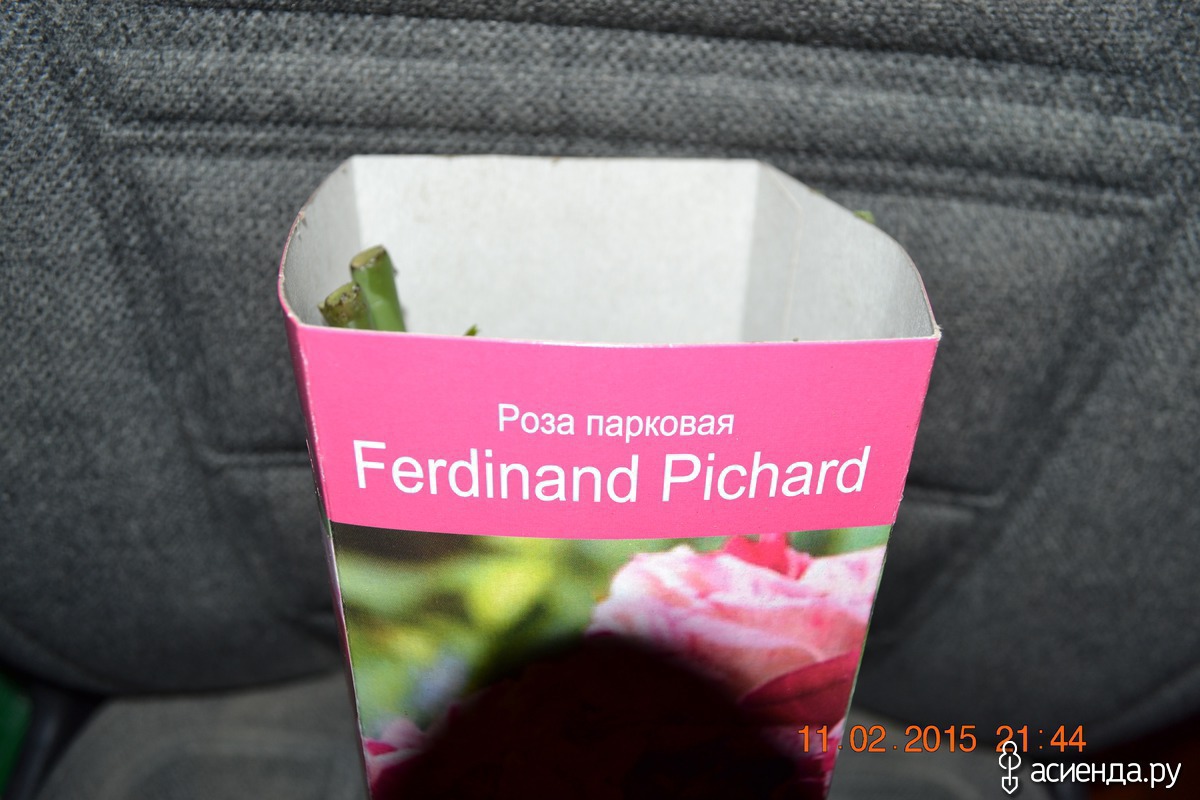 Роза парковая
Ferdinand Pichard
11.02.2015 21:44
асиенда.ру